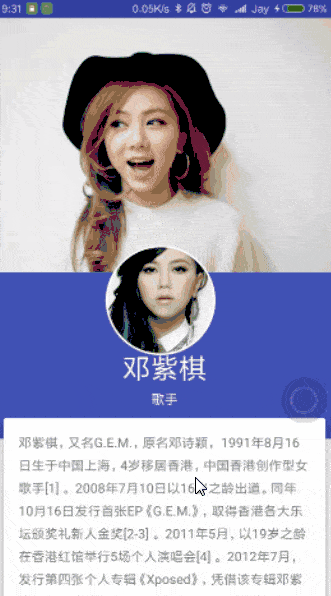 9:31 0.05K/s Jay 78%
邓紫棋
歌手
邓紫棋，又名G.E.M.，原名邓诗颖，1991年8月16
日生于中国上海，4岁移居香港，中国香港创作型女
歌手[1] 。2008年7月10日以16岁之龄出道。同年
10月16日发行首张EP《G.E.M.》，取得香港各大乐
坛颁奖礼新人金奖[2-3] 。2011年5月，以19岁之龄
在香港红馆举行5场个人演唱会[4] 。2012年7月，
发行第四张个人专辑《Xposed》，凭借该专辑邓紫